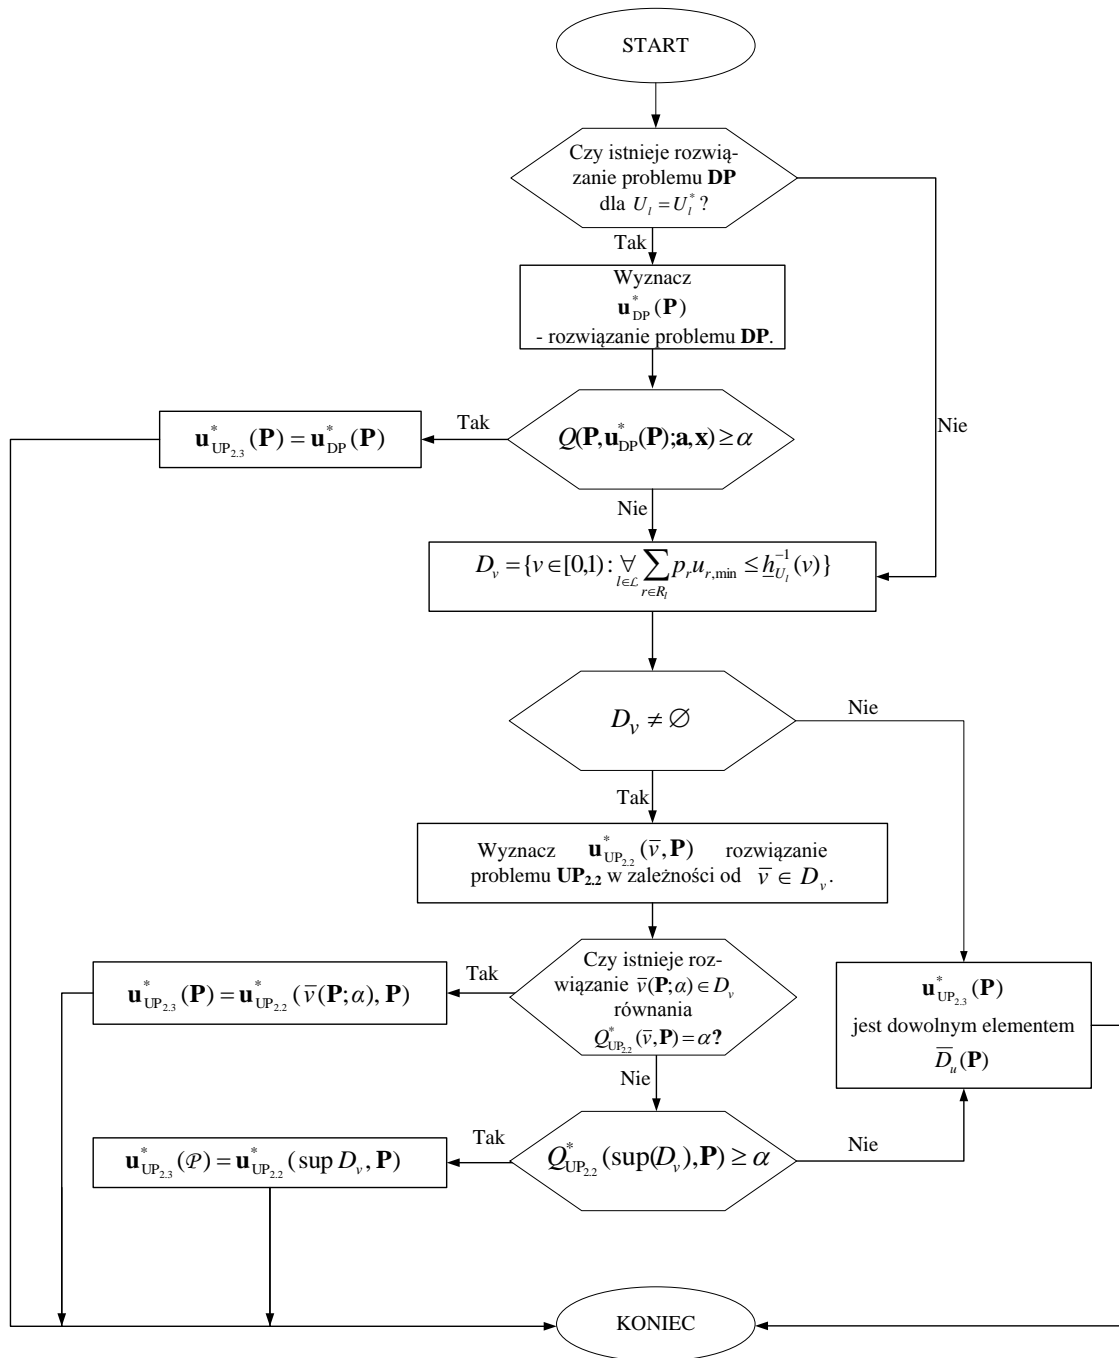 START
Czy istnieje rozwią-
zanie problemu DP
dla U_l = U_l^* ?
Tak
Nie
Wyznacz
u^*_DP (P)
- rozwiązanie problemu DP.
Tak
u^*_UP2.3 (P) = u^*_DP (P)
Q(P, u^*_DP(P); a, x) ≥ α
Nie
D_v = {v ∈ [0,1) : ∀_{l∈ℒ} ∑_{r∈R_l} p_r u_{r,min} ≤ h̲^{-1}_{U_l}(v)}
D_v ≠ ∅
Nie
Tak
Wyznacz u^*_UP2.2 (v̄, P) rozwiązanie
problemu UP2.2 w zależności od v̄ ∈ D_v.
Tak
u^*_UP2.3 (P) = u^*_UP2.2 (v̄(P; α), P)
Czy istnieje roz-
wiązanie v̄(P; α) ∈ D_v
równania
Q^*_UP2.2 (v̄, P) = α?
u^*_UP2.3 (P)
jest dowolnym elementem
D̄_u (P)
Nie
Tak
u^*_UP2.3 (𝒫) = u^*_UP2.2 (sup D_v, P)
Q^*_UP2.2 (sup(D_v), P) ≥ α
Nie
KONIEC